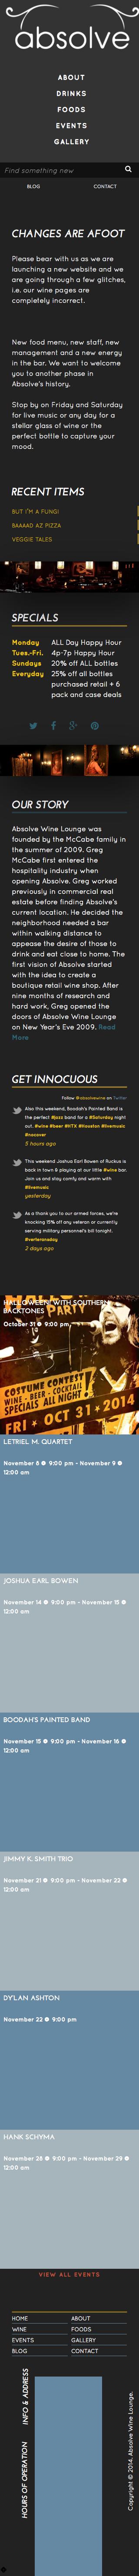 absolve
ABOUT
DRINKS
FOODS
EVENTS
GALLERY
Find something new
BLOG
CONTACT
CHANGES ARE AFOOT
Please bear with us as we are
launching a new website and we
are going through a few glitches,
i.e. our wine pages are
completely incorrect.
New food menu, new staff, new
management and a new energy
in the bar. We want to welcome
you to another phase in
Absolve's history.
Stop by on Friday and Saturday
for live music or any day for a
stellar glass of wine or the
perfect bottle to capture your
mood.
RECENT ITEMS
BUT I'M A FUNGI
BAAAAD AZ PIZZA
VEGGIE TALES
SPECIALS
Monday ALL Day Happy Hour
Tues.-Fri. 4p-7p Happy Hour
Sundays 20% off ALL bottles
Everyday 25% off all bottles
purchased retail + 6
pack and case deals
OUR STORY
Absolve Wine Lounge was
founded by the McCabe family in
the summer of 2009. Greg
McCabe first entered the
hospitality industry when
opening Absolve. Greg worked
previously in commercial real
estate before finding Absolve's
current location. He decided the
neighborhood needed a bar
within walking distance to
appease the desire of those to
drink and eat close to home. The
first step to Absolve started
with the idea to create a
boutique retail wine shop. After
nine months of research and
hard work, Greg opened the
doors of Absolve Wine Lounge
on New Year's Eve 2009. Read
More
GET INNOCUOUS
Follow @absolvewine on Twitter
Also this weekend, Boodah's Painted Band is
the perfect #jazz band for a #Saturday night
out. #wine #beer #HTX #Houston #livemusic
#nocover
5 hours ago
This weekend Joshua Earl Bowen of Ruckus is
back in town & playing at our little #wine bar.
Join us and stay comfy and warm with
#livemusic
yesterday
As a thank you to our armed forces, we're
knocking 15% off any veteran or currently
serving military personnel's bill tonight.
#verteransday
2 days ago
HALLOWEEN! WITH SOUTHERN
BACKTONES
October 31 @ 9:00 pm
COSTUME
WINE, BEER, COCKTAIL
SPECIALS ALL NIGHT
FRI • OCT 31 2014
LETRIEL M. QUARTET
November 8 @ 9:00 pm - November 9 @
12:00 am
JOSHUA EARL BOWEN
November 14 @ 9:00 pm - November 15 @
12:00 am
BOODAH'S PAINTED BAND
November 15 @ 9:00 pm - November 16 @
12:00 am
JIMMY K. SMITH TRIO
November 21 @ 9:00 pm - November 22 @
12:00 am
DY'LAN ASHTON
November 22 @ 9:00 pm
HANK SCHYMA
November 28 @ 9:00 pm - November 29 @
12:00 am
VIEW ALL EVENTS
HOME
ABOUT
WINE
FOODS
EVENTS
GALLERY
BLOG
CONTACT
INFO & ADDRESS
HOURS OF OPERATION
Copyright © 2014. Absolve Wine Lounge.